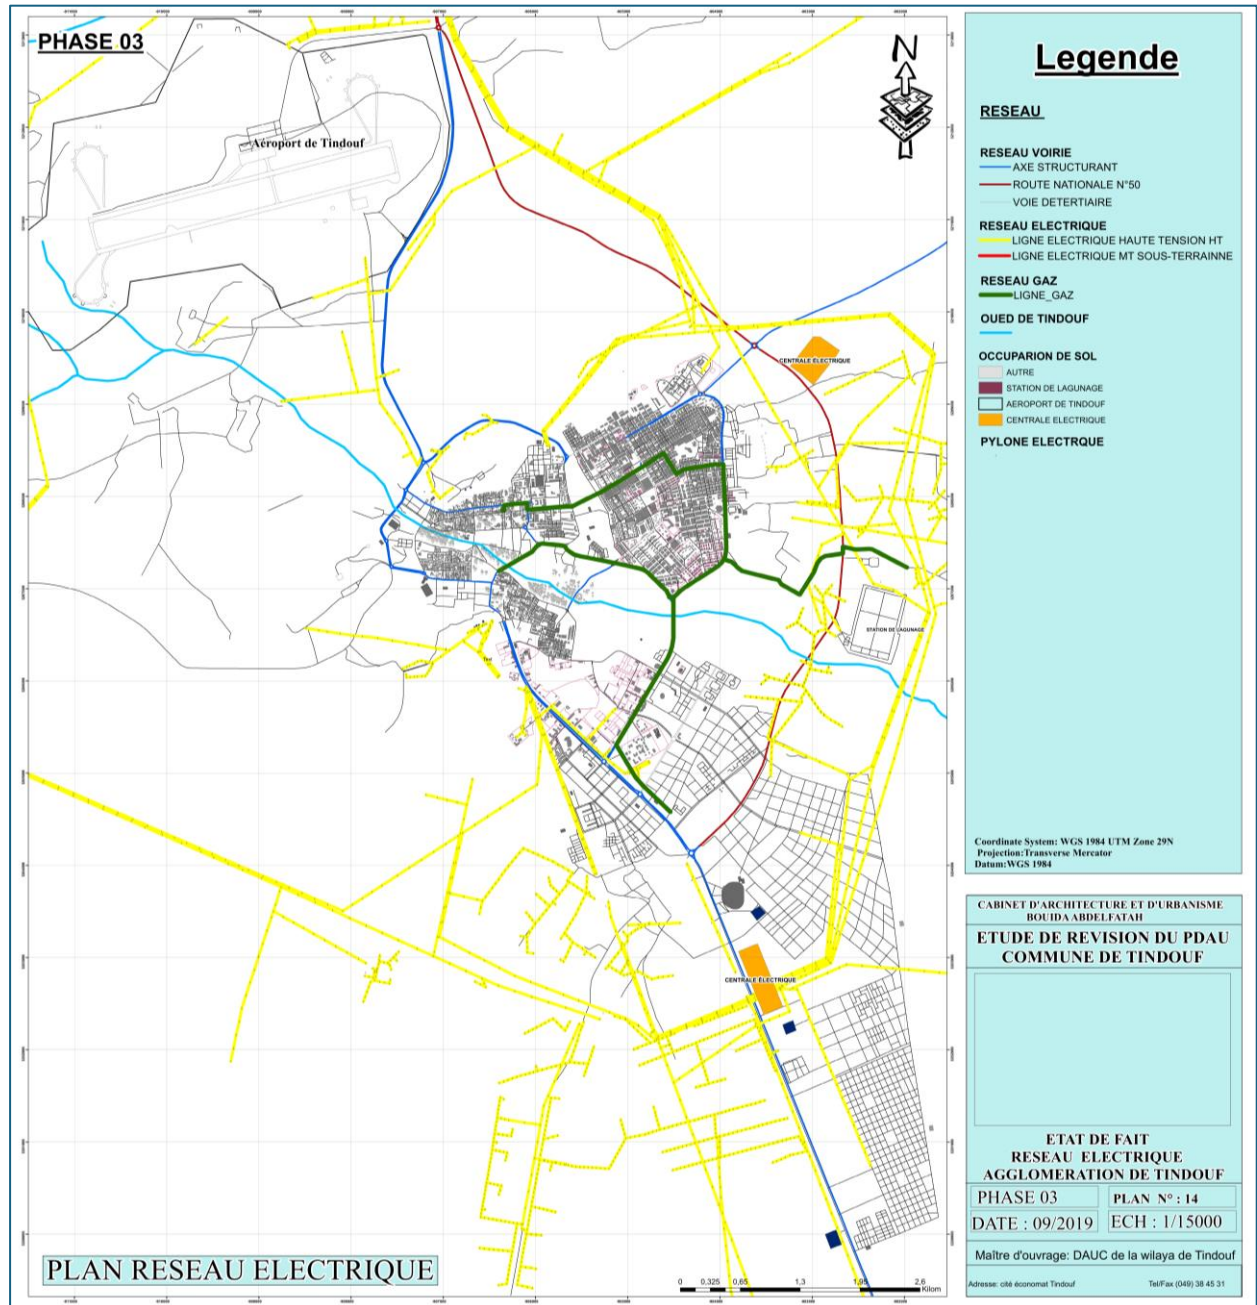 PHASE 03
N
Aéroport de Tindouf
CENTRALE ÉLECTRIQUE
STATION DE LAGUNAGE
CENTRALE ÉLECTRIQUE
PLAN RESEAU ELECTRIQUE
0 0,325 0,65 1,3 1,95 2,6
Kilom
Legende
RESEAU
RESEAU VOIRIE
AXE STRUCTURANT
ROUTE NATIONALE N°50
VOIE DETERTIAIRE
RESEAU ELECTRIQUE
LIGNE ELECTRIQUE HAUTE TENSION HT
LIGNE ELECTRIQUE MT SOUS-TERRAINNE
RESEAU GAZ
LIGNE_GAZ
OUED DE TINDOUF
OCCUPARION DE SOL
AUTRE
STATION DE LAGUNAGE
AEROPORT DE TINDOUF
CENTRALE ELECTRIQUE
PYLONE ELECTRQUE
Coordinate System: WGS 1984 UTM Zone 29N
Projection:Transverse Mercator
Datum:WGS 1984
CABINET D'ARCHITECTURE ET D'URBANISME
BOUIDA ABDELFATAH
ETUDE DE REVISION DU PDAU
COMMUNE DE TINDOUF
ETAT DE FAIT
RESEAU ELECTRIQUE
AGGLOMERATION DE TINDOUF
PHASE 03
PLAN N° : 14
DATE : 09/2019
ECH : 1/15000
Maître d'ouvrage: DAUC de la wilaya de Tindouf
Adresse: cité économat Tindouf
Tel/Fax (049) 38 45 31